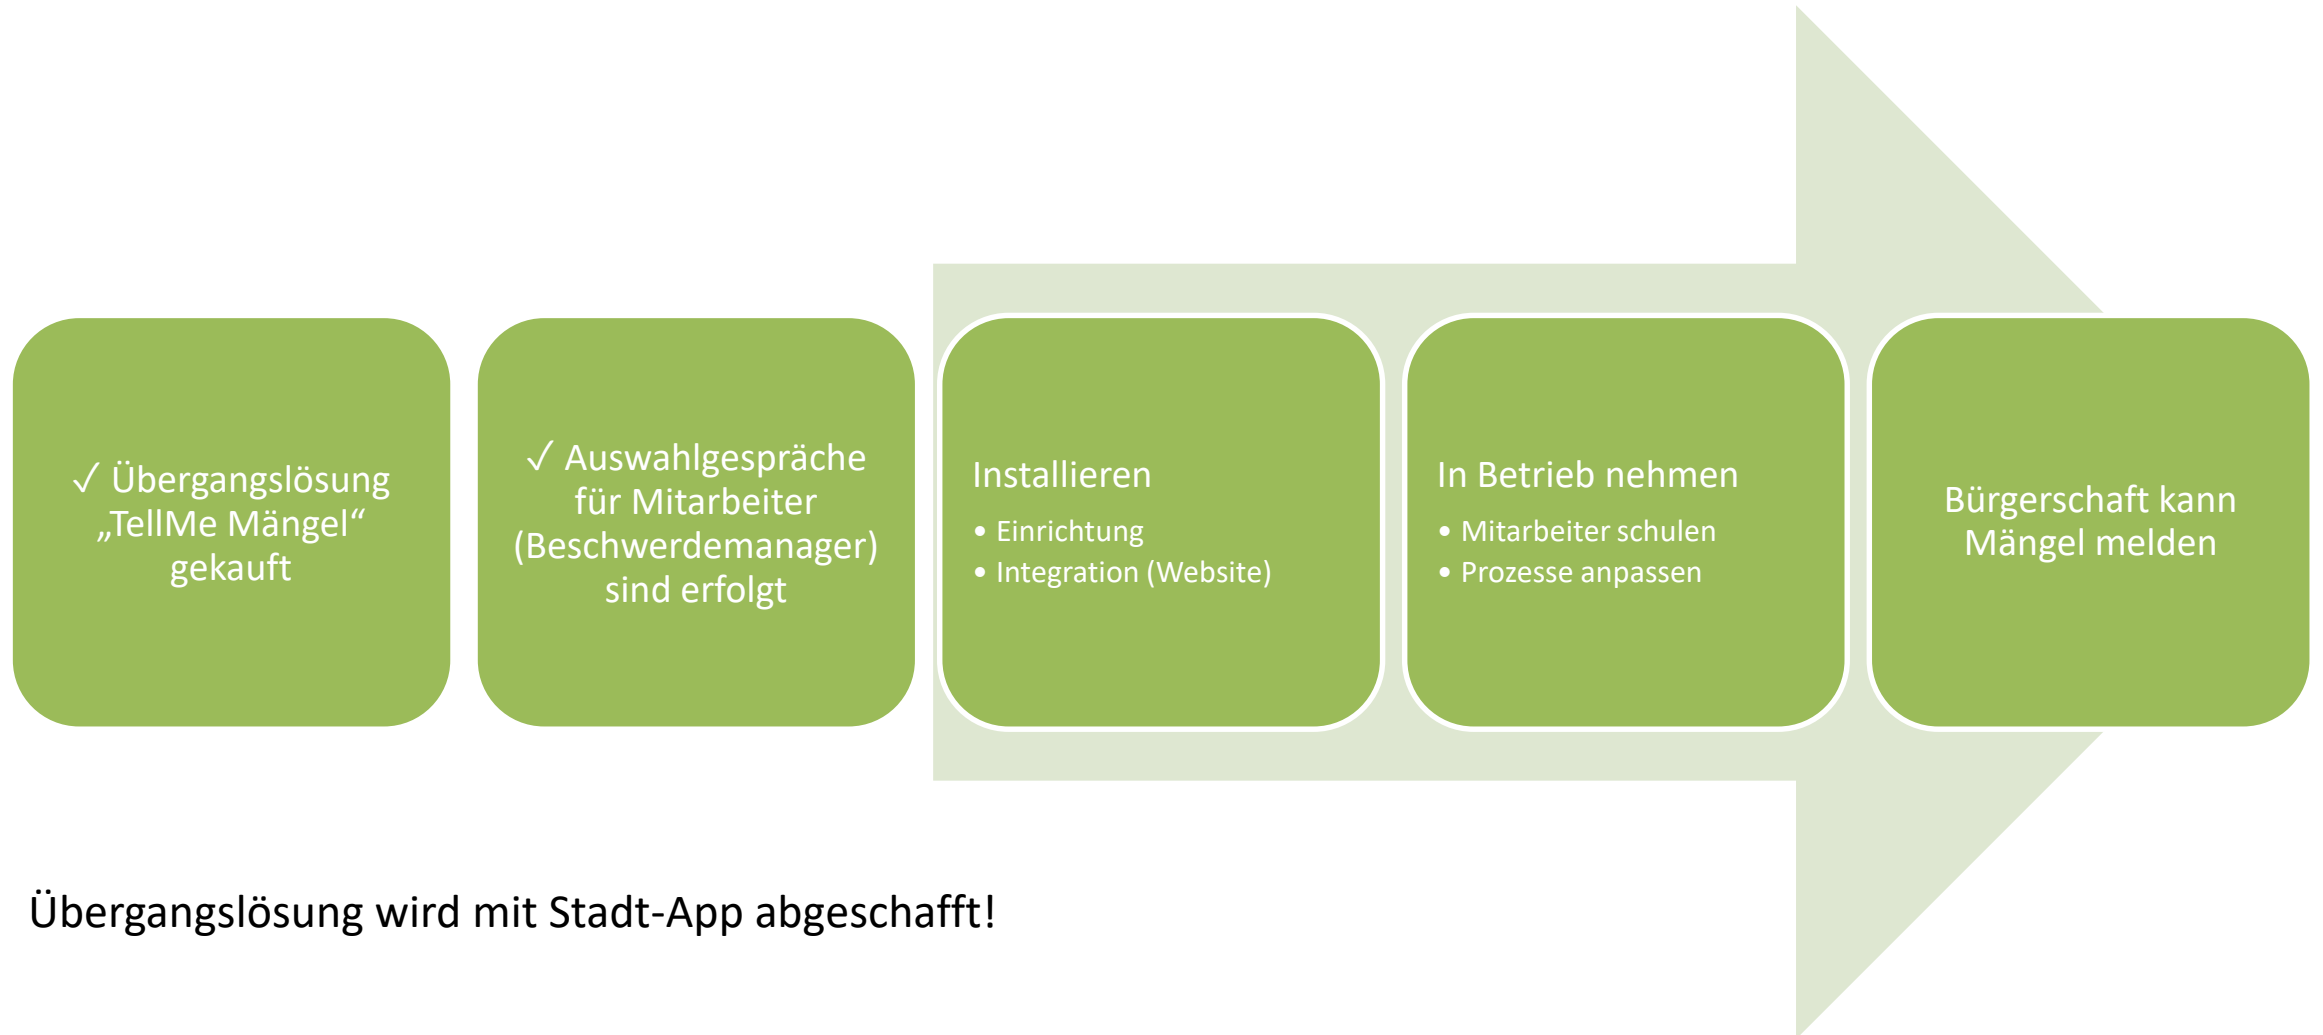 ✓ Übergangslösung
„TellMe Mängel“
gekauft
✓ Auswahlgespräche
für Mitarbeiter
(Beschwerdemanager)
sind erfolgt
Installieren
• Einrichtung
• Integration (Website)
In Betrieb nehmen
• Mitarbeiter schulen
• Prozesse anpassen
Bürgerschaft kann
Mängel melden
Übergangslösung wird mit Stadt-App abgeschafft!